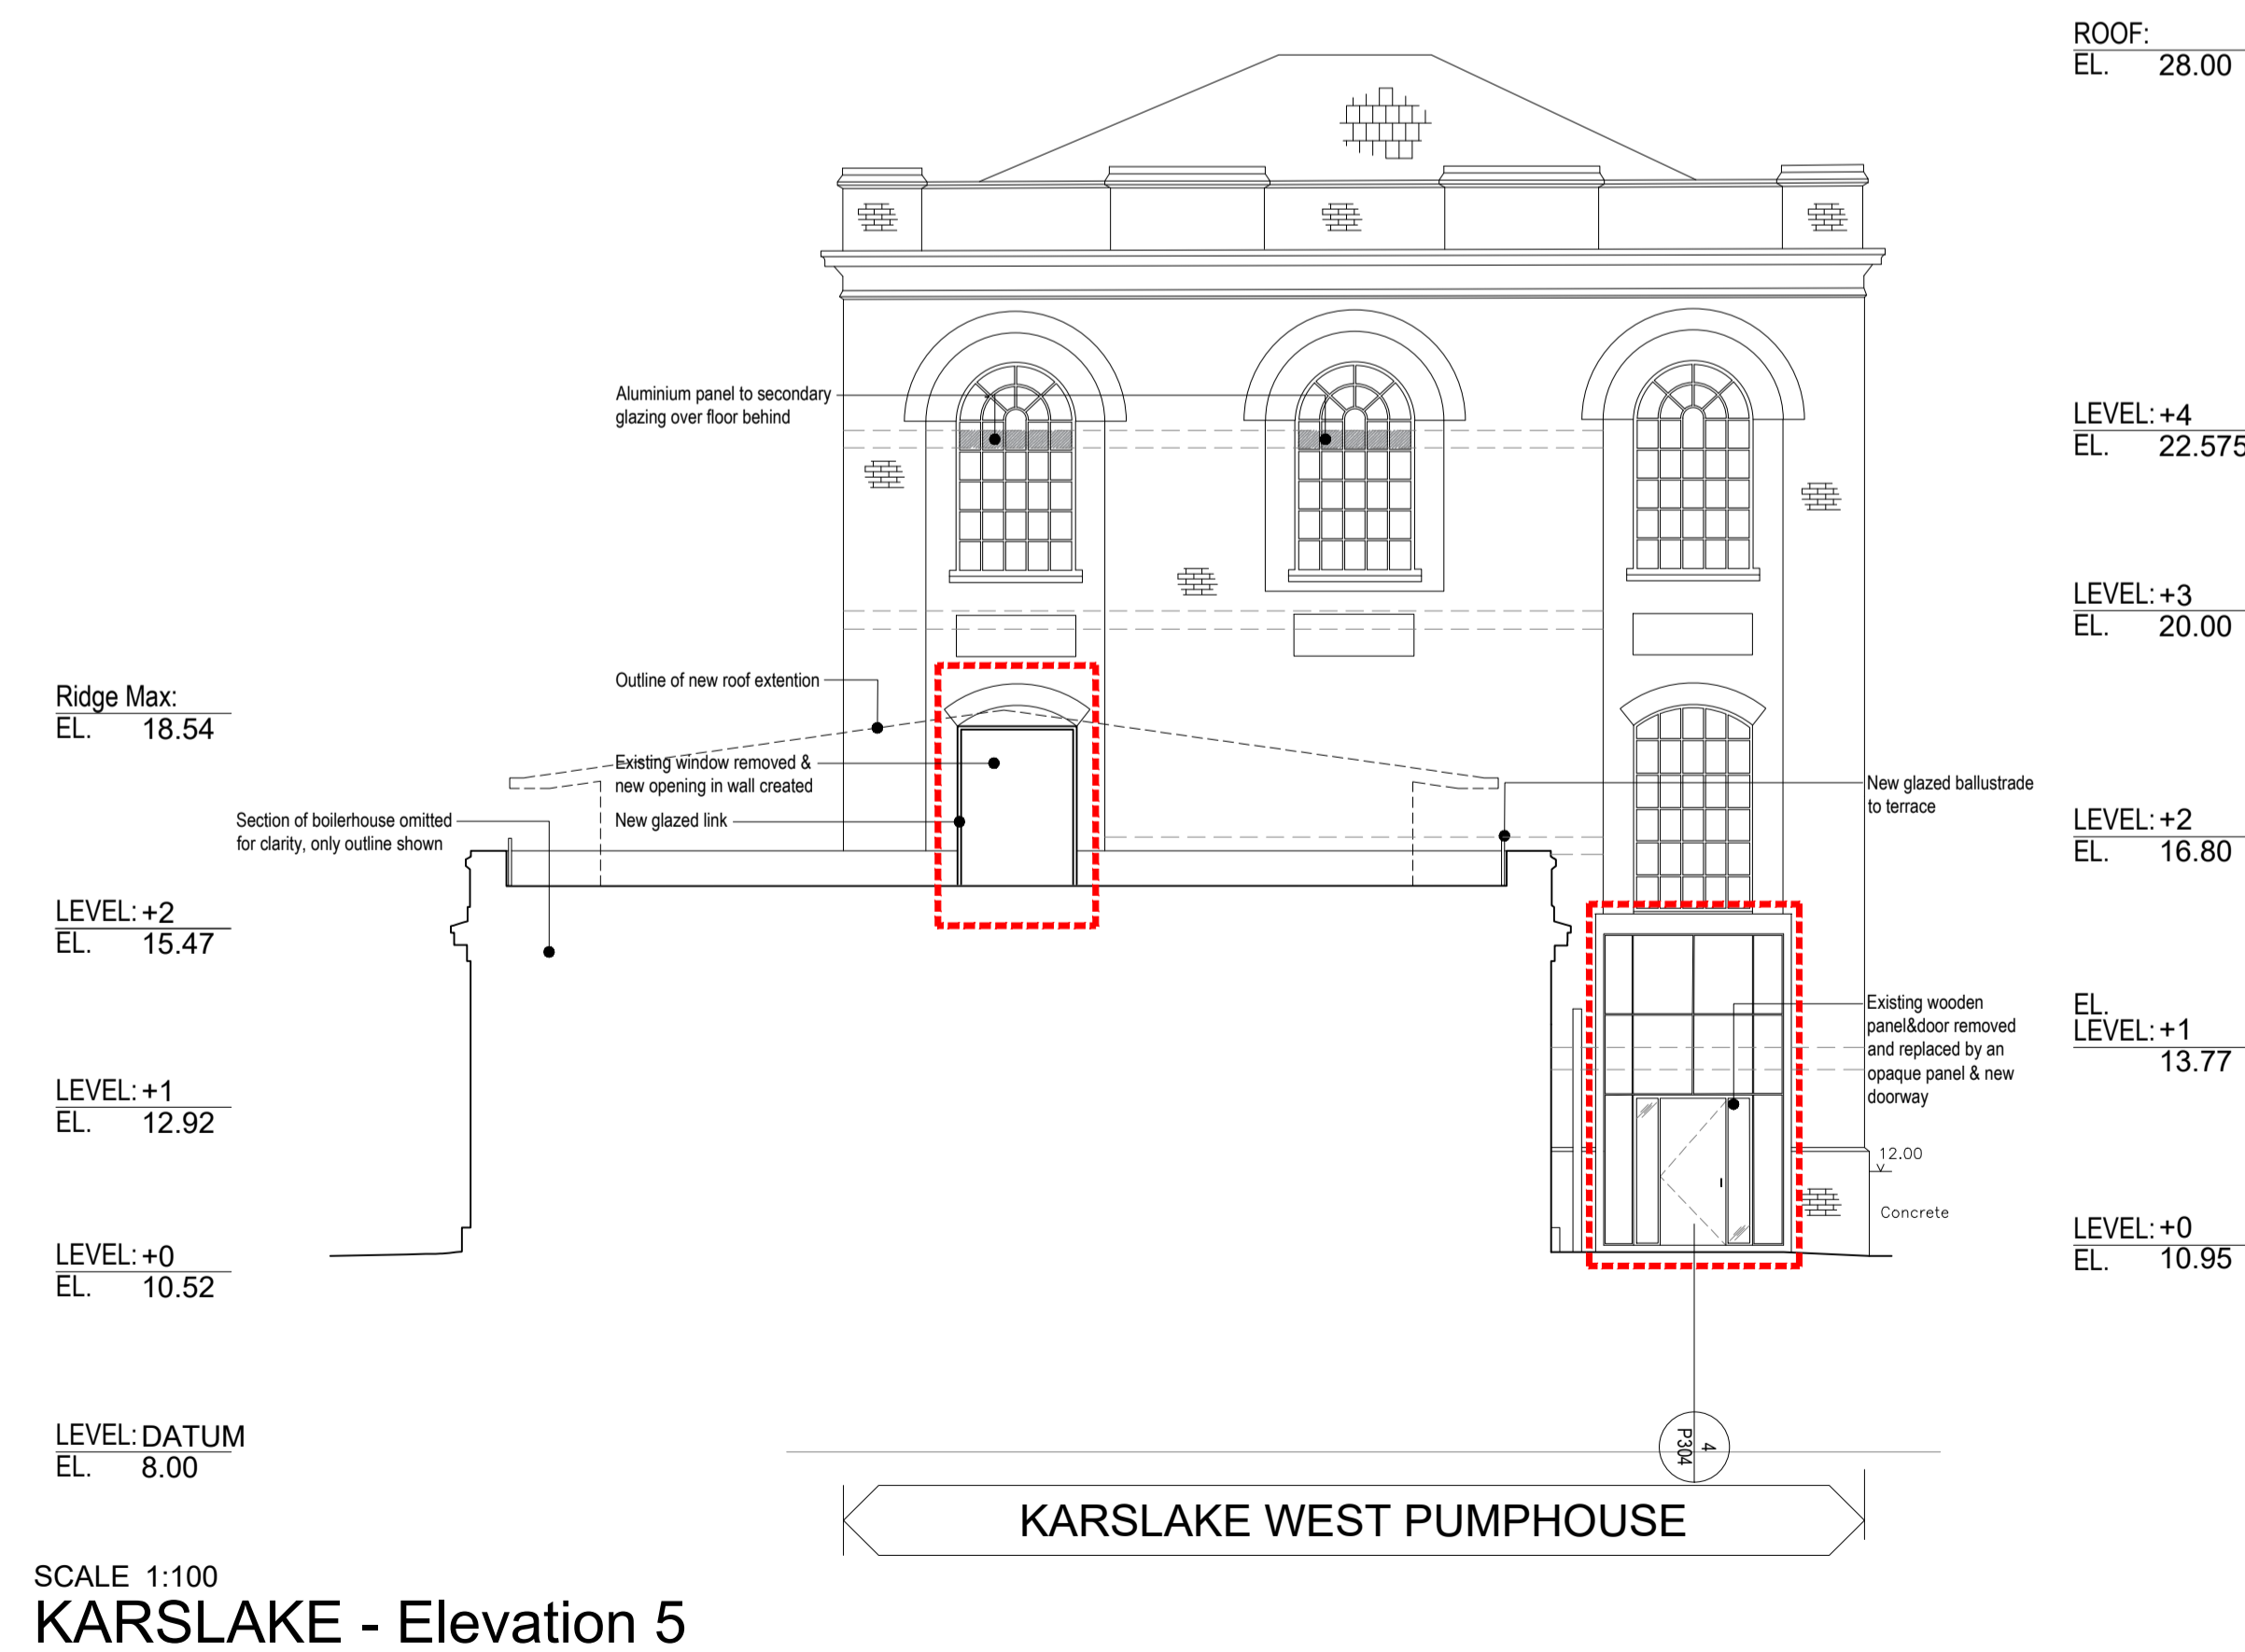 ROOF:
EL. 28.00
Aluminium panel to secondary
glazing over floor behind
LEVEL: +4
EL. 22.575
LEVEL: +3
EL. 20.00
Outline of new roof extention
Ridge Max:
EL. 18.54
Existing window removed &
new opening in wall created
New glazed link
New glazed ballustrade
to terrace
Section of boilerhouse omitted
for clarity, only outline shown
LEVEL: +2
EL. 16.80
LEVEL: +2
EL. 15.47
Existing wooden
panel&door removed
and replaced by an
opaque panel & new
doorway
EL.
LEVEL: +1
13.77
LEVEL: +1
EL. 12.92
12.00
Concrete
LEVEL: +0
EL. 10.95
LEVEL: +0
EL. 10.52
LEVEL: DATUM
EL. 8.00
4
P304
KARSLAKE WEST PUMPHOUSE
SCALE 1:100
KARSLAKE - Elevation 5